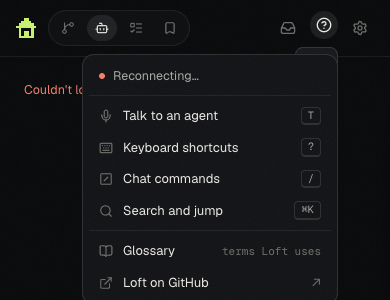 Reconnecting...
Couldn't
Talk to an agent T
Keyboard shortcuts ?
Chat commands /
Search and jump ⌘K
Glossary terms Loft uses
Loft on GitHub